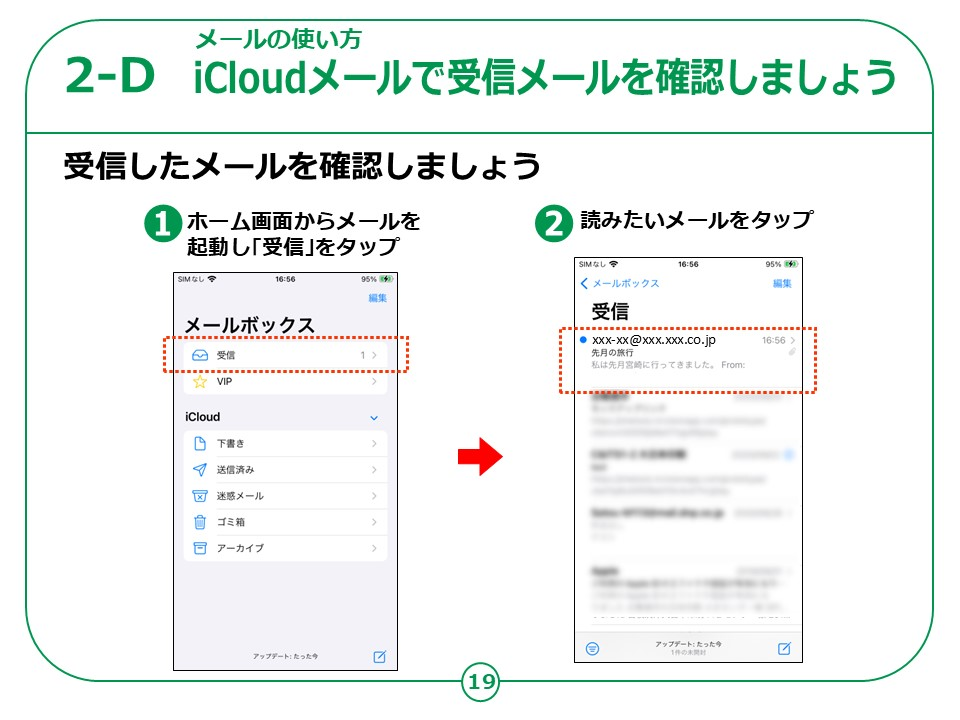 メールの使い方
2-D iCloudメールで受信メールを確認しましょう
受信したメールを確認しましょう
1 ホーム画面からメールを
起動し｢受信｣をタップ
SIMなし 16:56 95%
編集
メールボックス
受信 1
VIP
iCloud
下書き
送信済み
迷惑メール
ゴミ箱
アーカイブ
アップデート: たった今
2 読みたいメールをタップ
SIMなし 16:56 95%
メールボックス 編集
受信
xxx-xx@xxx.xxx.co.jp 16:56
先月の旅行
私は先月宮崎に行ってきました。 From:
アップデート: たった今
1件の未開封
19